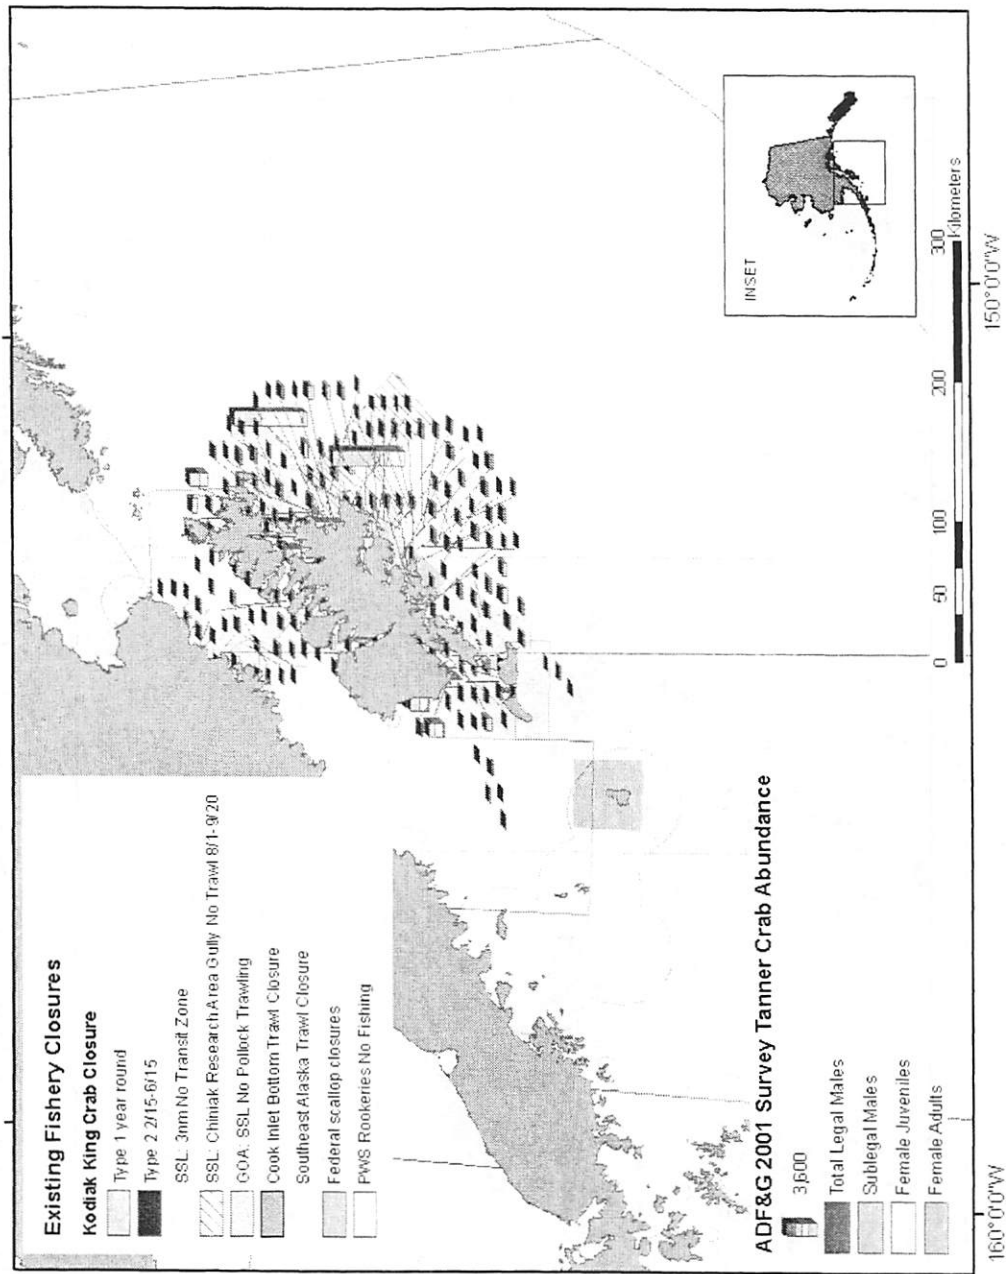 Existing Fishery Closures
Kodiak King Crab Closure
Type 1 year round
Type 2 2/15-6/15
SSL: 3nm No Transit Zone
SSL: Chiniak Research Area Gully No Trawl 8/1-9/20
GOA: SSL No Pollock Trawling
Cook Inlet Bottom Trawl Closure
Southeast Alaska Trawl Closure
Federal scallop closures
PWS Rookeries No Fishing
ADF&G 2001 Survey Tanner Crab Abundance
3,600
Total Legal Males
Sublegal Males
Female Juveniles
Female Adults
INSET
0 50 100 200 300
Kilometers
160°0'0"W
150°0'0"W